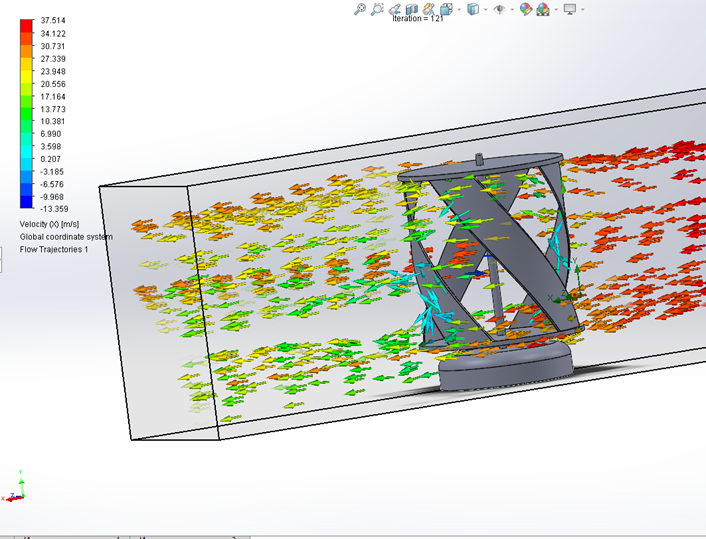 Iteration = 121
37.514
34.122
30.731
27.339
23.948
20.556
17.164
13.773
10.381
6.990
3.598
0.207
-3.185
-6.576
-9.968
-13.359
Velocity (X) [m/s]
Global coordinate system
Flow Trajectories 1
Y
X
Y
X
Z